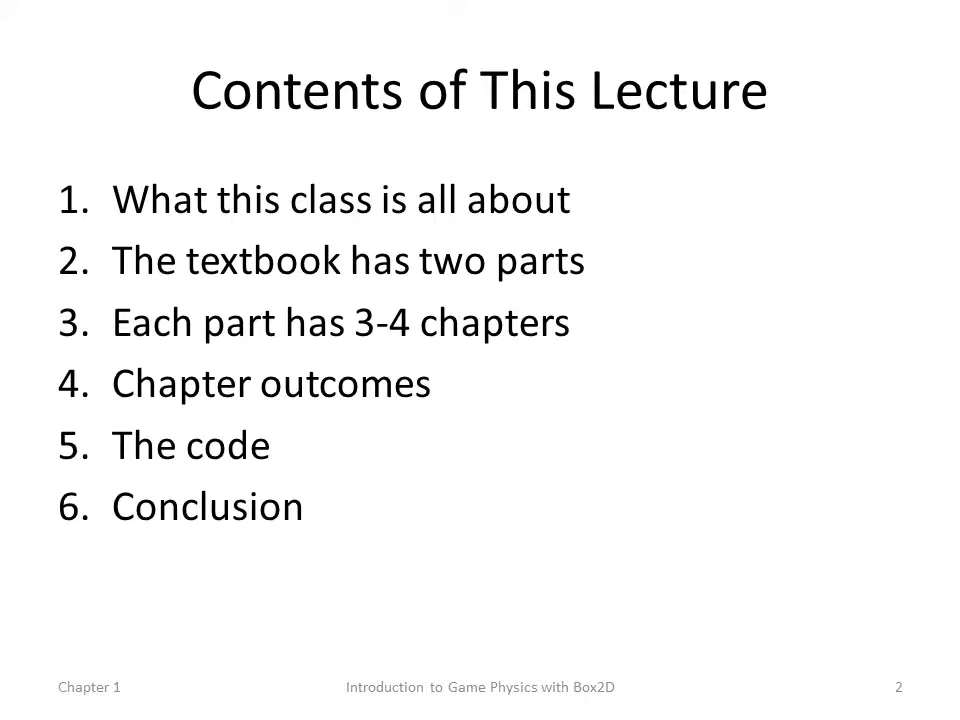 Contents of This Lecture
1. What this class is all about
2. The textbook has two parts
3. Each part has 3-4 chapters
4. Chapter outcomes
5. The code
6. Conclusion
Chapter 1 Introduction to Game Physics with Box2D 2